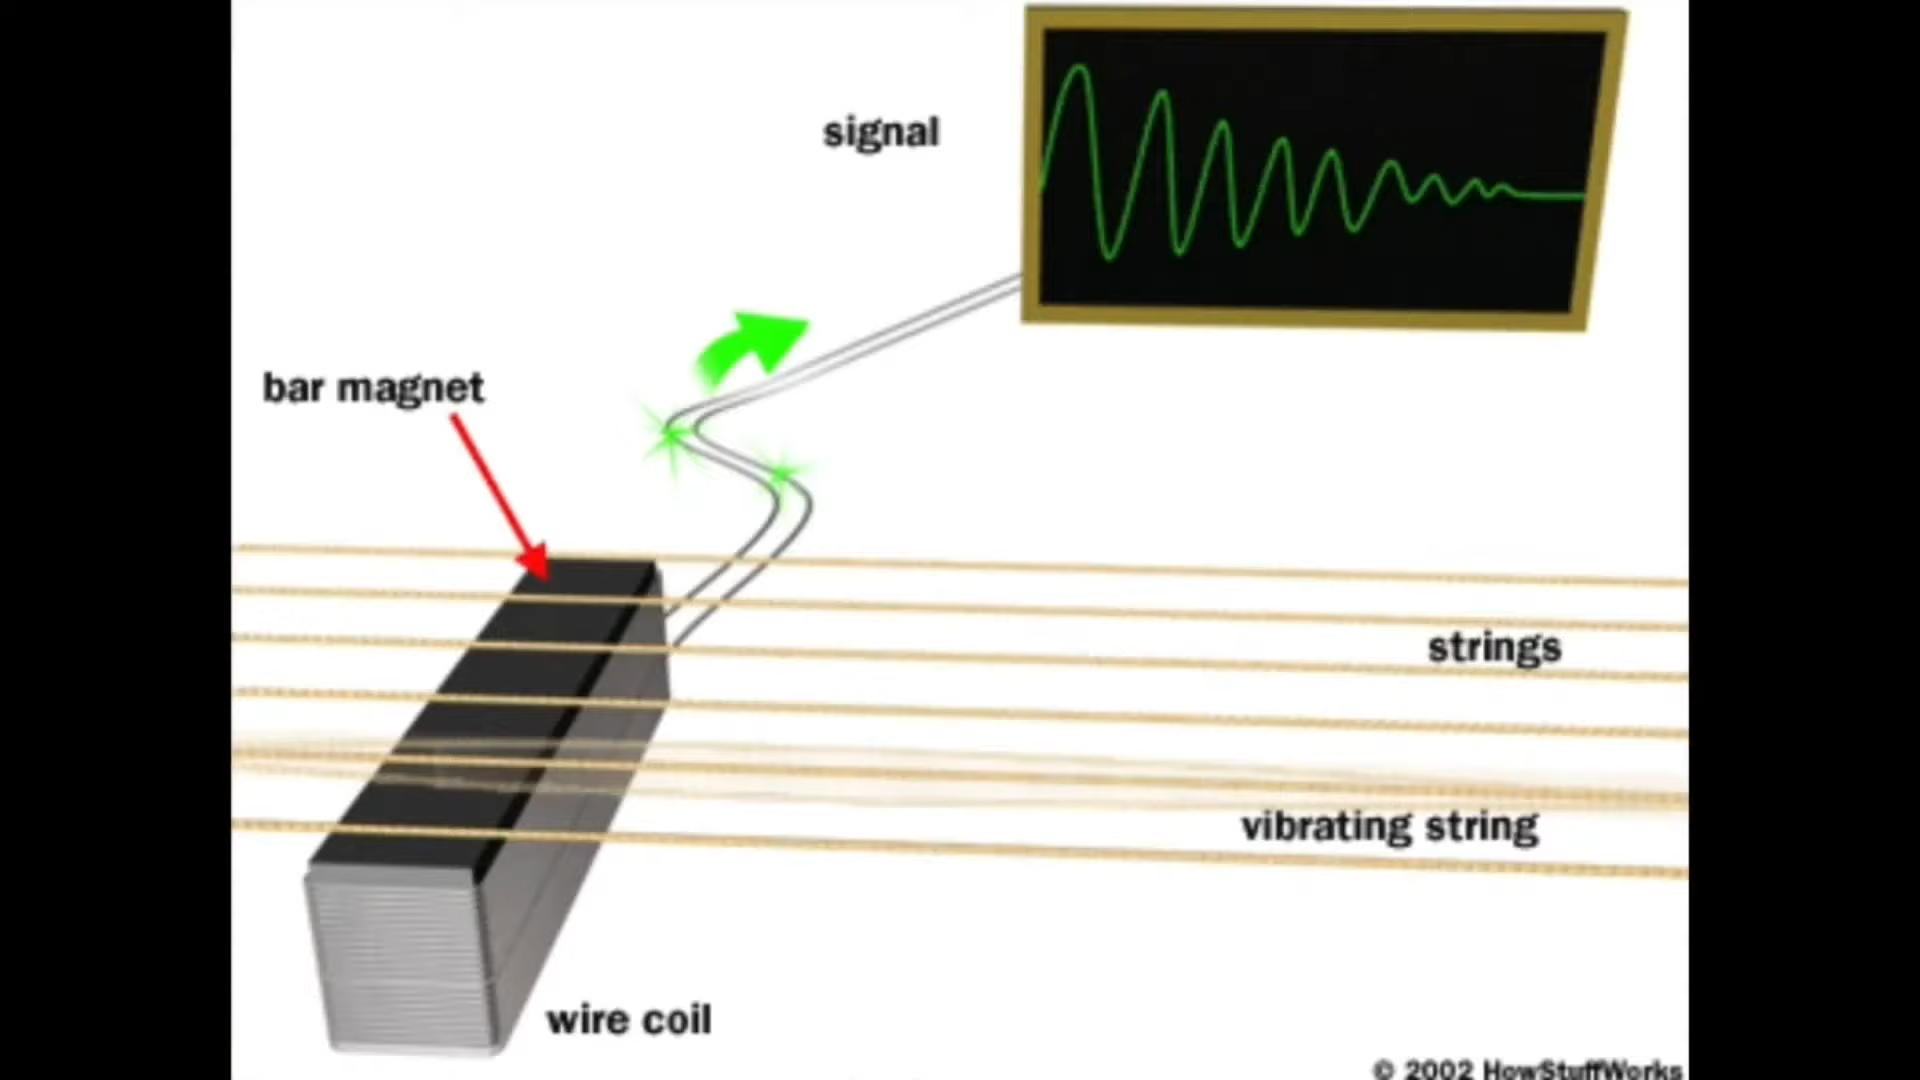 signal
bar magnet
strings
vibrating string
wire coil
© 2002 HowStuffWorks